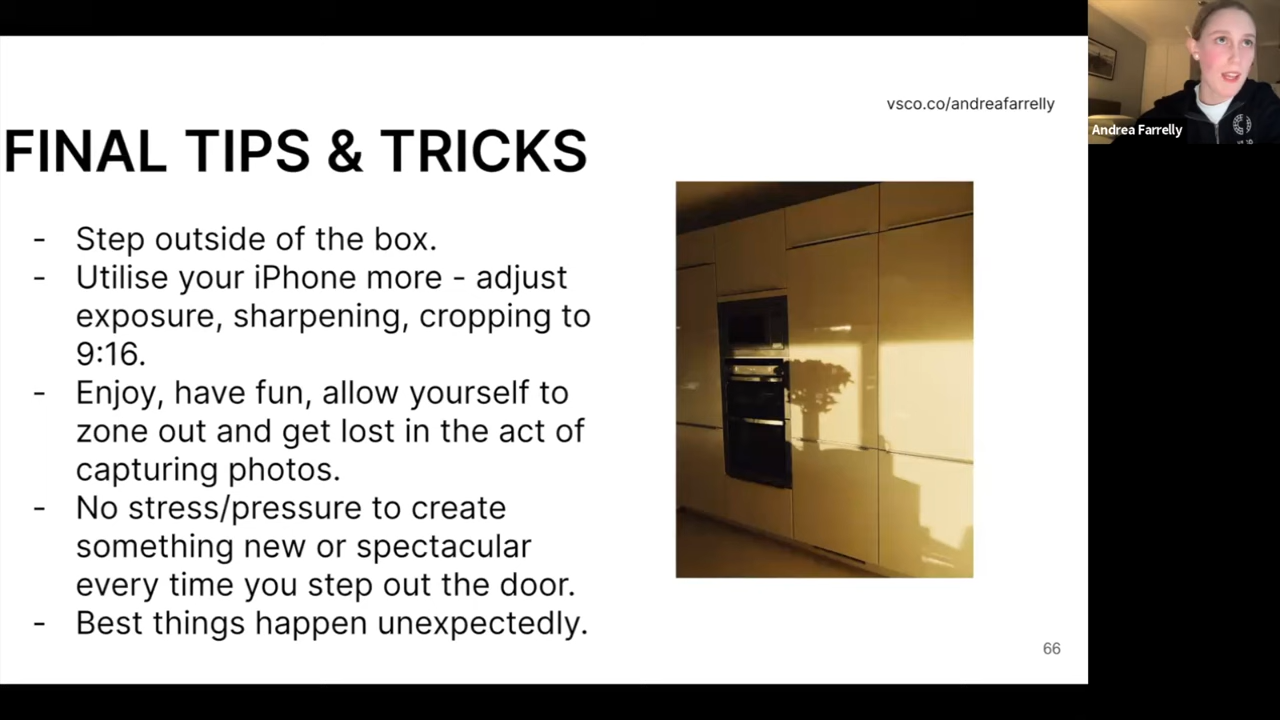 vsco.co/andreafarrelly
Andrea Farrelly
FINAL TIPS & TRICKS
- Step outside of the box.
- Utilise your iPhone more - adjust
exposure, sharpening, cropping to
9:16.
- Enjoy, have fun, allow yourself to
zone out and get lost in the act of
capturing photos.
- No stress/pressure to create
something new or spectacular
every time you step out the door.
- Best things happen unexpectedly.
66